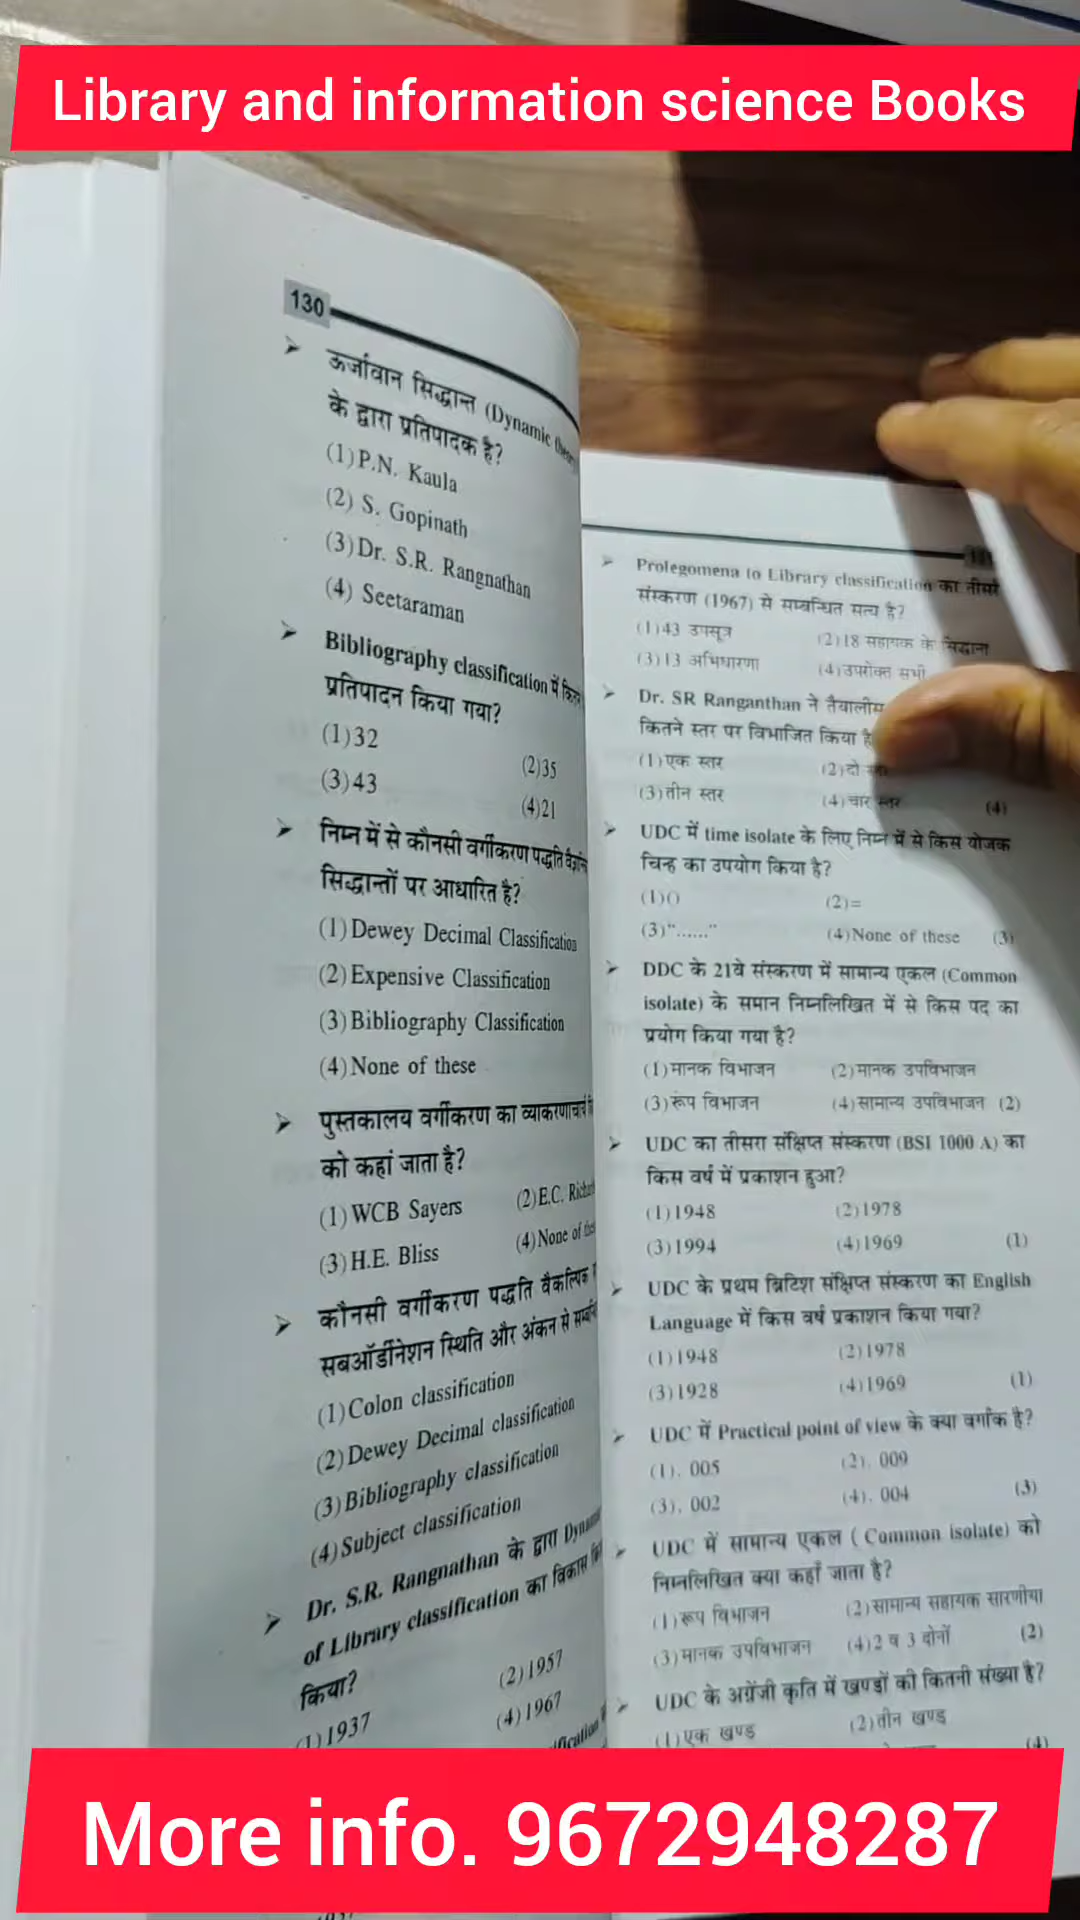 Library and information science Books
130
ऊर्जावान सिद्धान्त (Dynamic
के द्वारा प्रतिपादक है?
(1)P.N. Kaula
(2) S. Gopinath
(3)Dr. S.R. Rangnathan
(4) Seetaraman
Bibliography classification में
प्रतिपादन किया गया?
(1)32
(2)35
(3)43
(4)21
निम्न में से कौनसी वर्गीकरण पद्धति
सिद्धान्तों पर आधारित है?
(1)Dewey Decimal Classification
(2)Expensive Classification
(3)Bibliography Classification
(4)None of these
पुस्तकालय वर्गीकरण का व्याकरणाचार्य
को कहां जाता है?
(1)WCB Sayers
(2)E.C.
(3)H.E. Bliss
(4)None of
कौनसी वर्गीकरण पद्धति वैकल्पिक
सबऑर्डीनेशन स्थिति और अंकन से
(1)Colon classification
(2)Dewey Decimal classification
(3)Bibliography classification
(4)Subject classification
Dr. S.R. Rangnathan के द्वारा
of Library classification का विकास
किया?
(1)1937
(2)1957
(4)1967
Prolegomena to Library classification का तीसरे
संस्करण (1967) से सम्बन्धित सत्य है?
(1)43 उपसूत्र (2)18 सहायक के सिद्धान्त
(3)13 अभिधारणा (4)उपरोक्त सभी
Dr. SR Ranganthan ने तैयालीस
कितने स्तर पर विभाजित किया है
(1)एक स्तर (2)दो
(3)तीन स्तर (4)चार स्तर (4)
UDC में time isolate के लिए निम्न में से किस योजक
चिन्ह का उपयोग किया है?
(1)() (2)=
(3)“......” (4)None of these (3)
DDC के 21वे संस्करण में सामान्य एकल (Common
isolate) के समान निम्नलिखित में से किस पद का
प्रयोग किया गया है?
(1)मानक विभाजन (2)मानक उपविभाजन
(3)रूप विभाजन (4)सामान्य उपविभाजन (2)
UDC का तीसरा संक्षिप्त संस्करण (BSI 1000 A) का
किस वर्ष में प्रकाशन हुआ?
(1)1948 (2)1978
(3)1994 (4)1969 (1)
UDC के प्रथम ब्रिटिश संक्षिप्त संस्करण का English
Language में किस वर्ष प्रकाशन किया गया?
(1)1948 (2)1978
(3)1928 (4)1969 (1)
UDC में Practical point of view के क्या वर्गांक है?
(1). 005 (2). 009
(3). 002 (4). 004 (3)
UDC में सामान्य एकल ( Common isolate) को
निम्नलिखित क्या कहाँ जाता है?
(1)रूप विभाजन (2)सामान्य सहायक सारणीया
(3)मानक उपविभाजन (4)2 व 3 दोनों (2)
UDC के अंग्रेंजी कृति में खण्डों की कितनी संख्या है?
(1)एक खण्ड (2)तीन खण्ड
(4)
More info. 9672948287